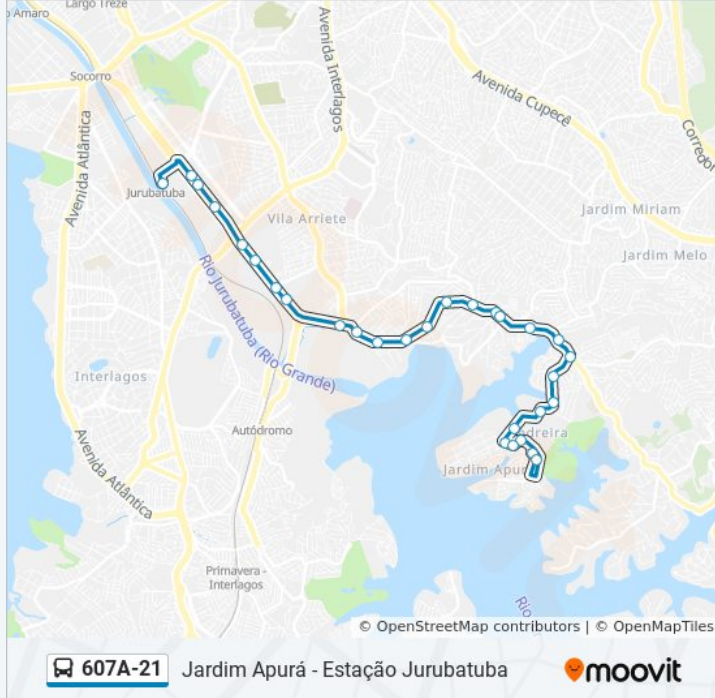 Largo Treze
o Amaro
Socorro
Avenida Interlagos
Avenida Cupecê
Corredor
Avenida Atlântica
Jurubatuba
Vila Arriete
Jardim Miriam
Jardim Melo
Rio Jurubatuba (Rio Grande)
Interlagos
Autódromo
Avenida Atlântica
Jardim Apurá
Primavera -
Interlagos
Rio
© OpenStreetMap contributors | © OpenMapTiles
607A-21 Jardim Apurá - Estação Jurubatuba
moovit